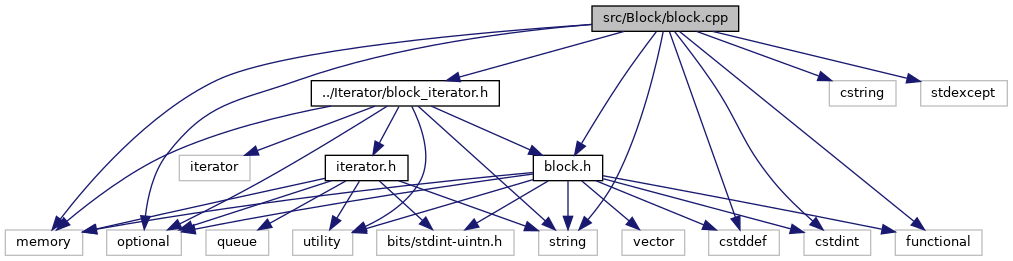 src/Block/block.cpp
../Iterator/block_iterator.h
cstring
stdexcept
iterator
iterator.h
block.h
memory
optional
queue
utility
bits/stdint-uintn.h
string
vector
cstddef
cstdint
functional